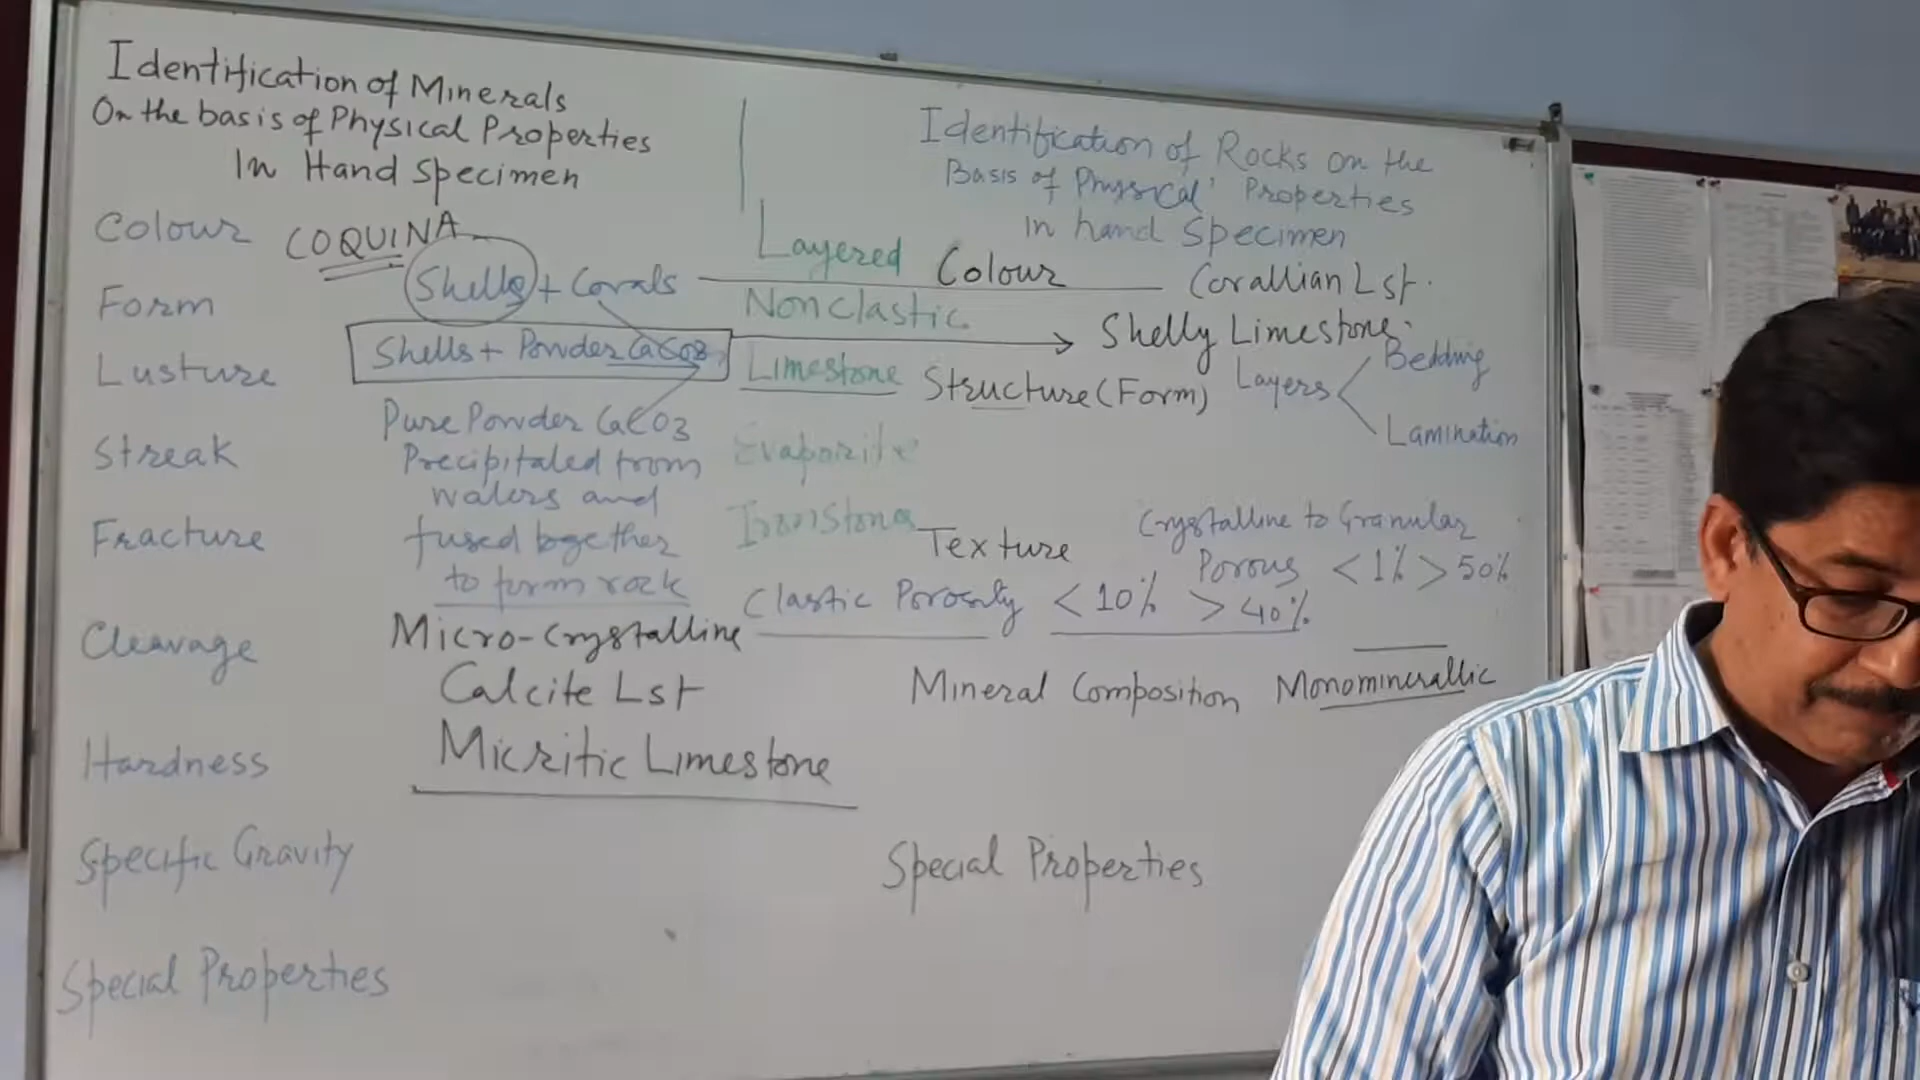 Identification of Minerals
On the basis of Physical Properties
In Hand Specimen
Colour
Form
Lusture
Streak
Fracture
Cleavage
Hardness
Specific Gravity
Special Properties
COQUINA
Shells + Corals
Shells + Powder CaCO3
Pure Powder CaCO3
Precipitated from
waters and
fused together
to form rock
Micro-Crystalline
Calcite Lst
Micritic Limestone
Layered
Nonclastic
Limestone
Evaporite
Ironstone
Identification of Rocks on the
Basis of Physical Properties
in hand Specimen
Colour
Corallian Lst.
Shelly Limestone.
Structure (Form) Layers
Bedding
Lamination
Texture
Crystalline to Granular
Porous <1% >50%
Clastic Porosity <10% >40%
Mineral Composition Monominerallic
Special Properties